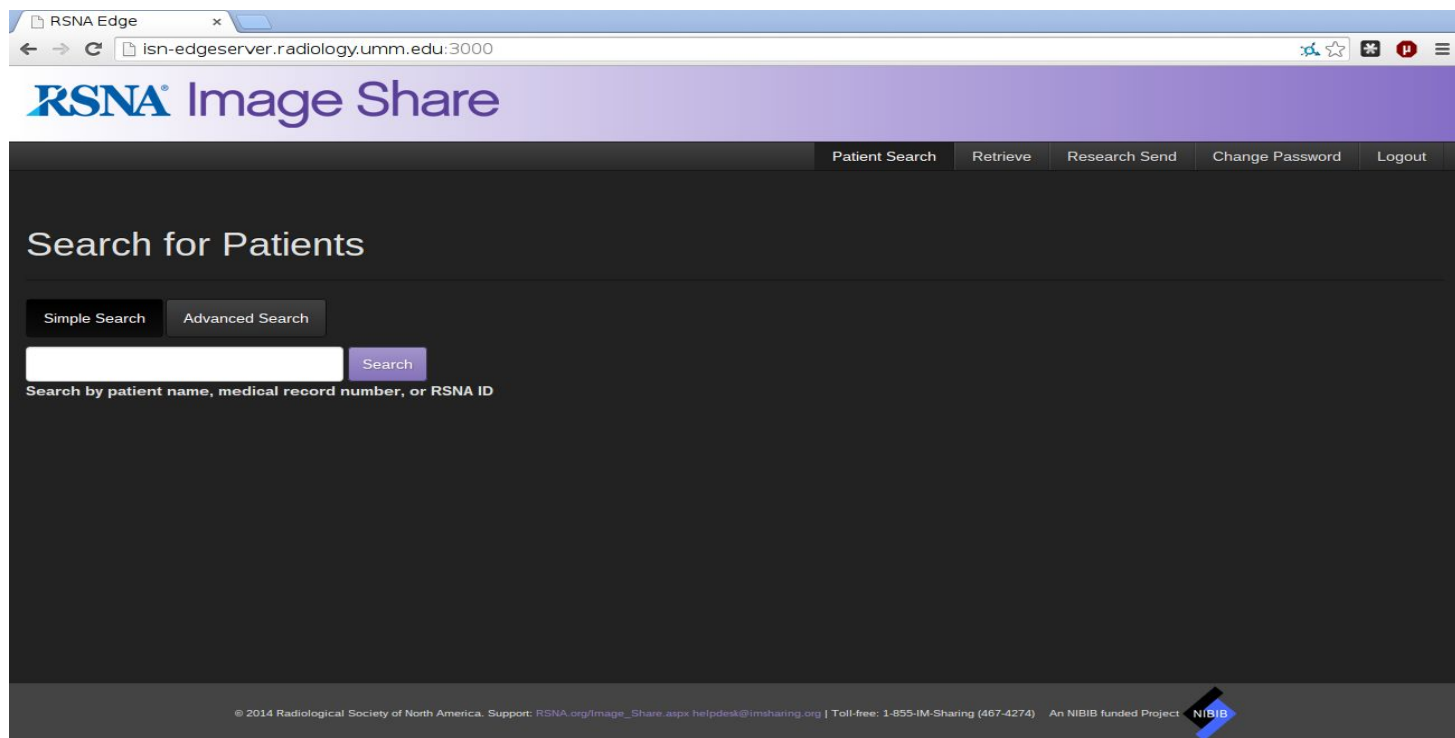 RSNA Edge
isn-edgeserver.radiology.umm.edu:3000
RSNA® Image Share
Patient Search Retrieve Research Send Change Password Logout
Search for Patients
Simple Search Advanced Search
Search
Search by patient name, medical record number, or RSNA ID
© 2014 Radiological Society of North America. Support: RSNA.org/Image_Share.aspx helpdesk@imsharing.org | Toll-free: 1-855-IM-Sharing (467-4274) An NIBIB funded Project NIBIB